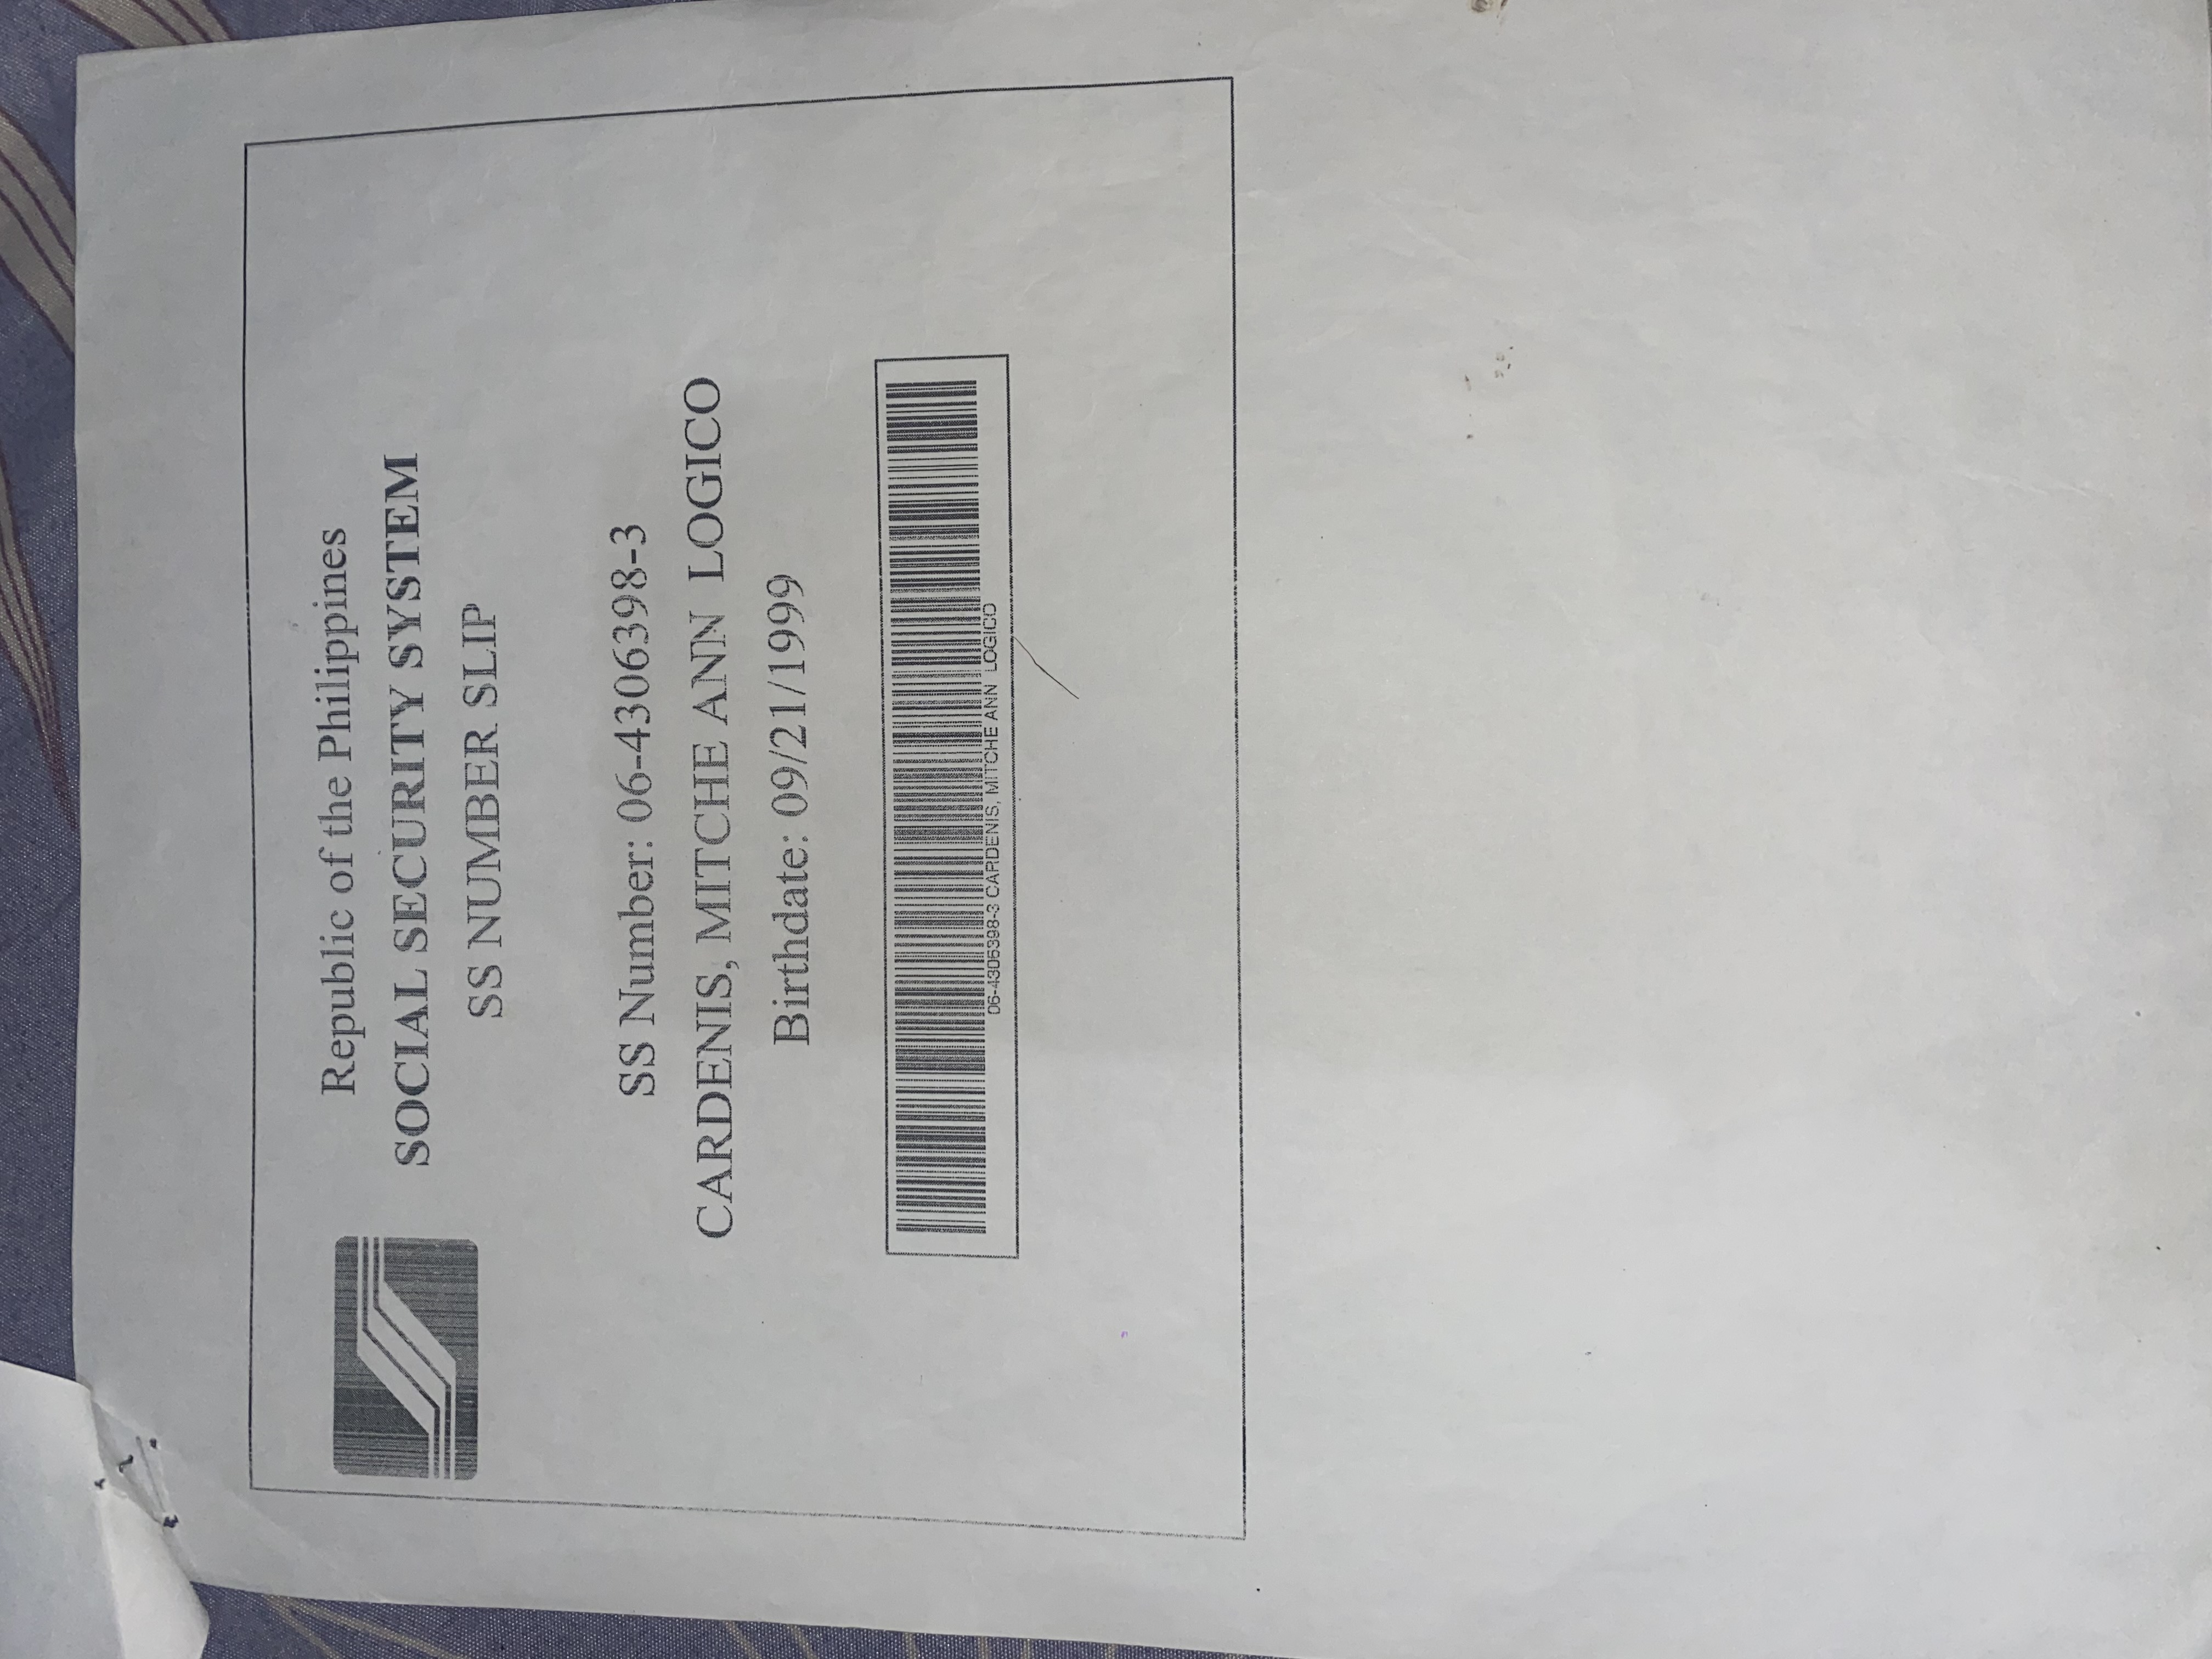 Republic of the Philippines
SOCIAL SECURITY SYSTEM
SS NUMBER SLIP
SS Number: 06-4306398-3
CARDENIS, MITCHE ANN LOGICO
Birthdate: 09/21/1999
06-4306398-3 CARDENIS, MITCHE ANN LOGICO